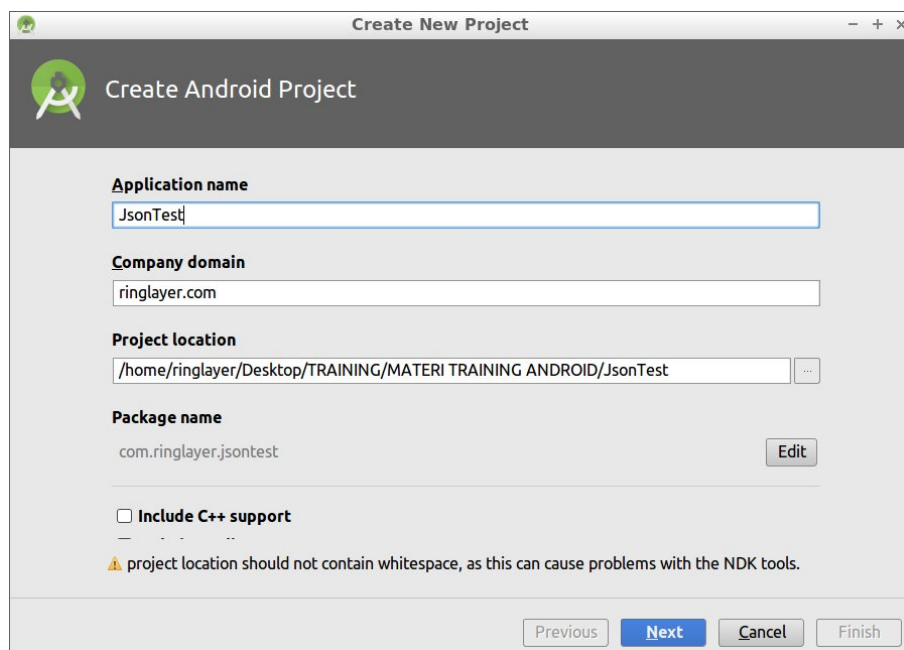 Create New Project
Create Android Project
Application name
JsonTest
Company domain
ringlayer.com
Project location
/home/ringlayer/Desktop/TRAINING/MATERI TRAINING ANDROID/JsonTest
...
Package name
com.ringlayer.jsontest
Edit
Include C++ support
project location should not contain whitespace, as this can cause problems with the NDK tools.
Previous
Next
Cancel
Finish